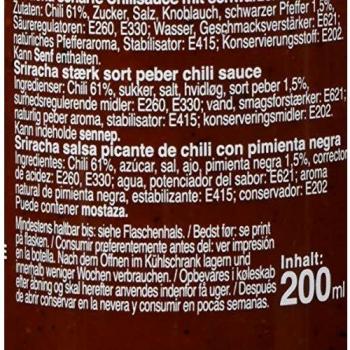 scharfe Chilisauce mit schwarzem Pfeffer
Zutaten: Chili 61%, Zucker, Salz, Knoblauch, schwarzer Pfeffer 1,5%,
Säureregulatoren: E260, E330; Wasser, Geschmacksverstärker: E621;
natürliches Pfefferaroma, Stabilisator: E415; Konservierungsstoff: E202
Kann Senf enthalten.
Sriracha stærk sort peber chili sauce
Ingredienser: Chili 61%, sukker, salt, hvidløg, sort peber 1,5%,
surhedsregulerende midler: E260, E330; vand, smagsforstærker: E621;
naturlig peber aroma, stabilisator: E415; konserveringsmidler: E202.
Kan indeholde sennep.
Sriracha salsa picante de chili con pimienta negra
Ingredientes: Chili 61%, azúcar, sal, ajo, pimienta negra 1,5%, corrector
de acidez: E260, E330; agua, potenciador del sabor: E621; aroma
natural de pimienta negra, estabilizante: E415; conservador: E202
Puede contener mostaza.
Mindestens haltbar bis: siehe Flaschenhals. / Bedst før: se print
på flasken. / Consumir preferentemente antes del: ver impresión
en la botella. Nach dem Öffnen im Kühlschrank lagern und
innerhalb weniger Wochen verbrauchen. / Opbevares i køleskab
efter åbning og skal herefter anvendes indenfor få uger. / Después
de abrir conservar en la nevera y consumir en pocas semanas.
Inhalt:
200 ml
E